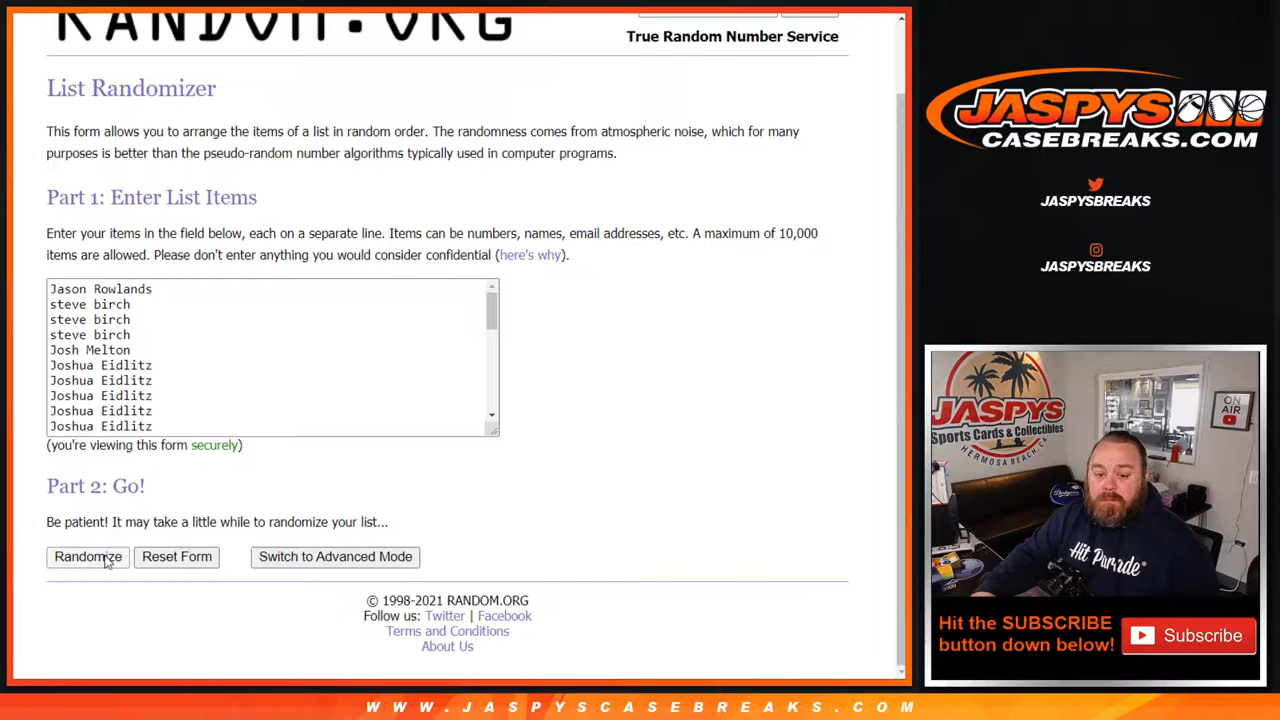 RANDOM.ORG
True Random Number Service
List Randomizer
This form allows you to arrange the items of a list in random order. The randomness comes from atmospheric noise, which for many
purposes is better than the pseudo-random number algorithms typically used in computer programs.
Part 1: Enter List Items
Enter your items in the field below, each on a separate line. Items can be numbers, names, email addresses, etc. A maximum of 10,000
items are allowed. Please don't enter anything you would consider confidential (here's why).
Jason Rowlands
steve birch
steve birch
steve birch
Josh Melton
Joshua Eidlitz
Joshua Eidlitz
Joshua Eidlitz
Joshua Eidlitz
Joshua Eidlitz
(you're viewing this form securely)
Part 2: Go!
Be patient! It may take a little while to randomize your list...
Randomize
Reset Form
Switch to Advanced Mode
© 1998-2021 RANDOM.ORG
Follow us: Twitter | Facebook
Terms and Conditions
About Us
JASPYS
CASEBREAKS.COM
JASPYSBREAKS
JASPYSBREAKS
JASPYS
Sports Cards & Collectibles
HERMOSA BEACH, CA
ON
AIR
Dodgers
Hit Parade
Hit the SUBSCRIBE
button down below!
Subscribe
WWW.JASPYSCASEBREAKS.COM